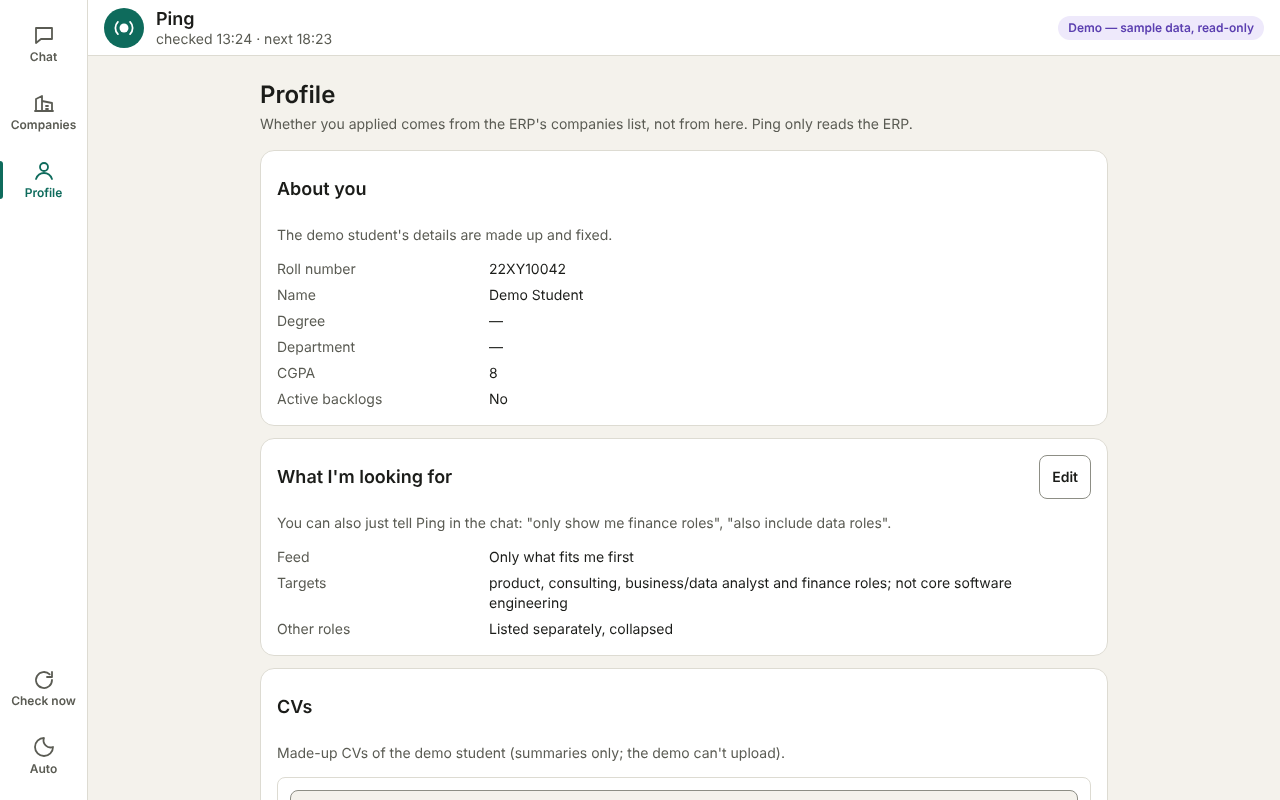 Chat
Companies
Profile
Check now
Auto
Ping
checked 13:24 · next 18:23
Demo — sample data, read-only
Profile
Whether you applied comes from the ERP's companies list, not from here. Ping only reads the ERP.
About you
The demo student's details are made up and fixed.
Roll number 22XY10042
Name Demo Student
Degree —
Department —
CGPA 8
Active backlogs No
What I'm looking for
Edit
You can also just tell Ping in the chat: "only show me finance roles", "also include data roles".
Feed Only what fits me first
Targets product, consulting, business/data analyst and finance roles; not core software
engineering
Other roles Listed separately, collapsed
CVs
Made-up CVs of the demo student (summaries only; the demo can't upload).